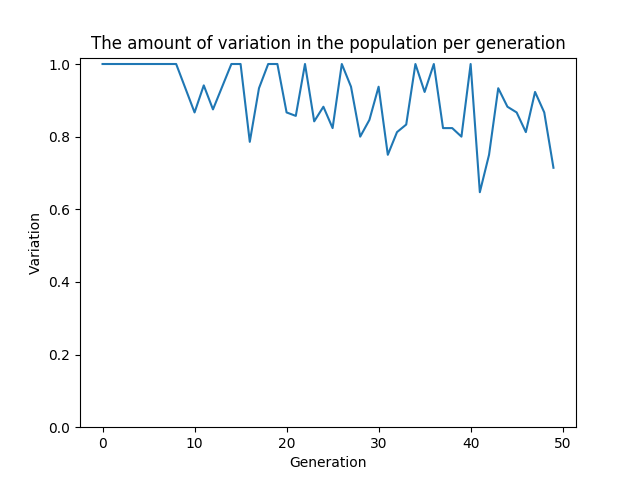 The amount of variation in the population per generation
1.0
0.8
0.6
0.4
0.2
0.0
Variation
0 10 20 30 40 50
Generation